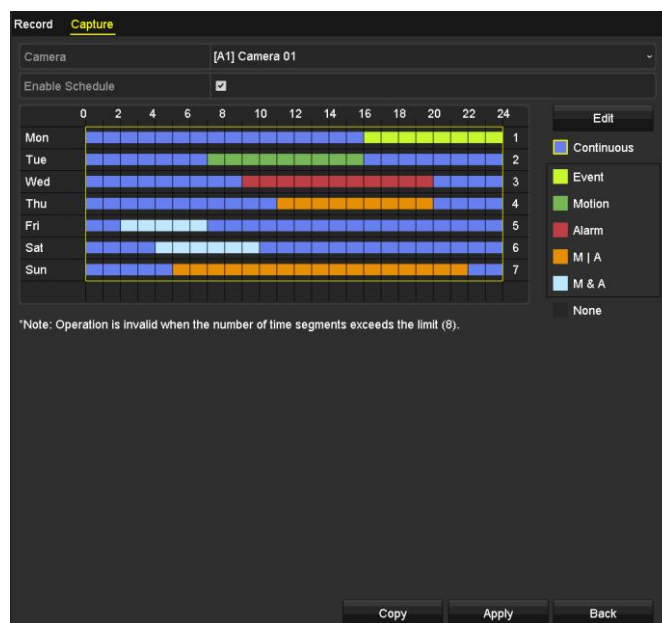 Record Capture
Camera [A1] Camera 01
Enable Schedule
0 2 4 6 8 10 12 14 16 18 20 22 24
Edit
Mon 1
Continuous
Tue 2
Event
Wed 3
Motion
Thu 4
Alarm
Fri 5
M | A
Sat 6
M & A
Sun 7
None
*Note: Operation is invalid when the number of time segments exceeds the limit (8).
Copy Apply Back